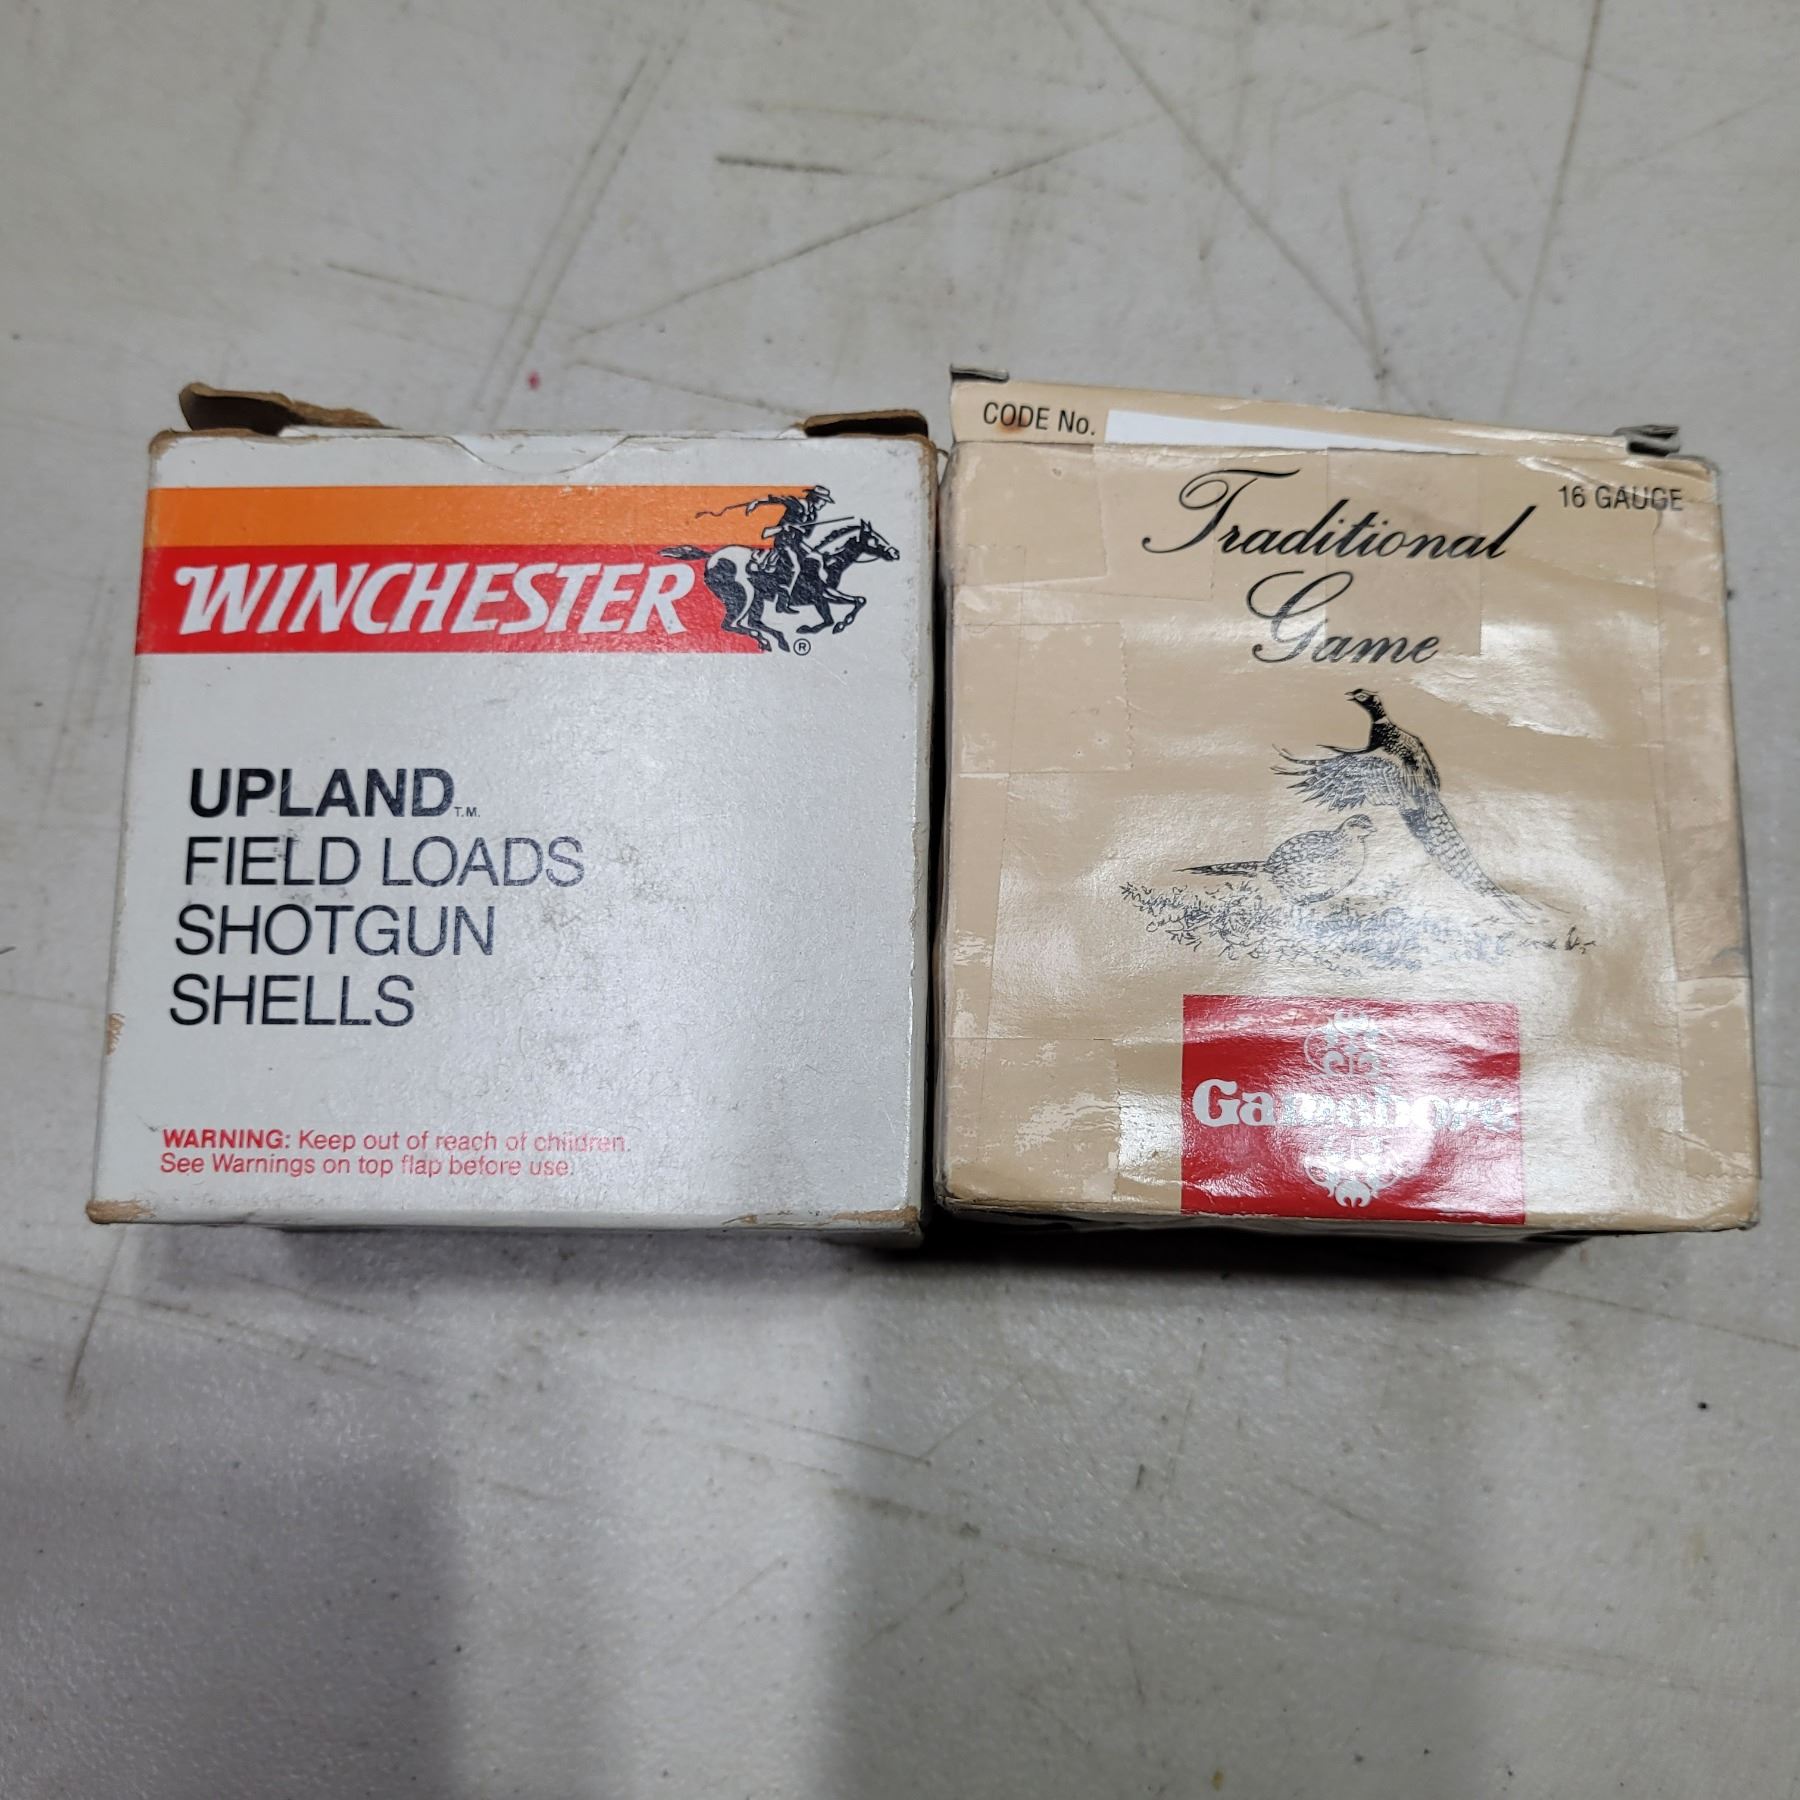 WINCHESTER
®
UPLAND T.M.
FIELD LOADS
SHOTGUN
SHELLS
WARNING: Keep out of reach of children.
See Warnings on top flap before use.
CODE No.
16 GAUGE
Traditional
Game
Gamebore